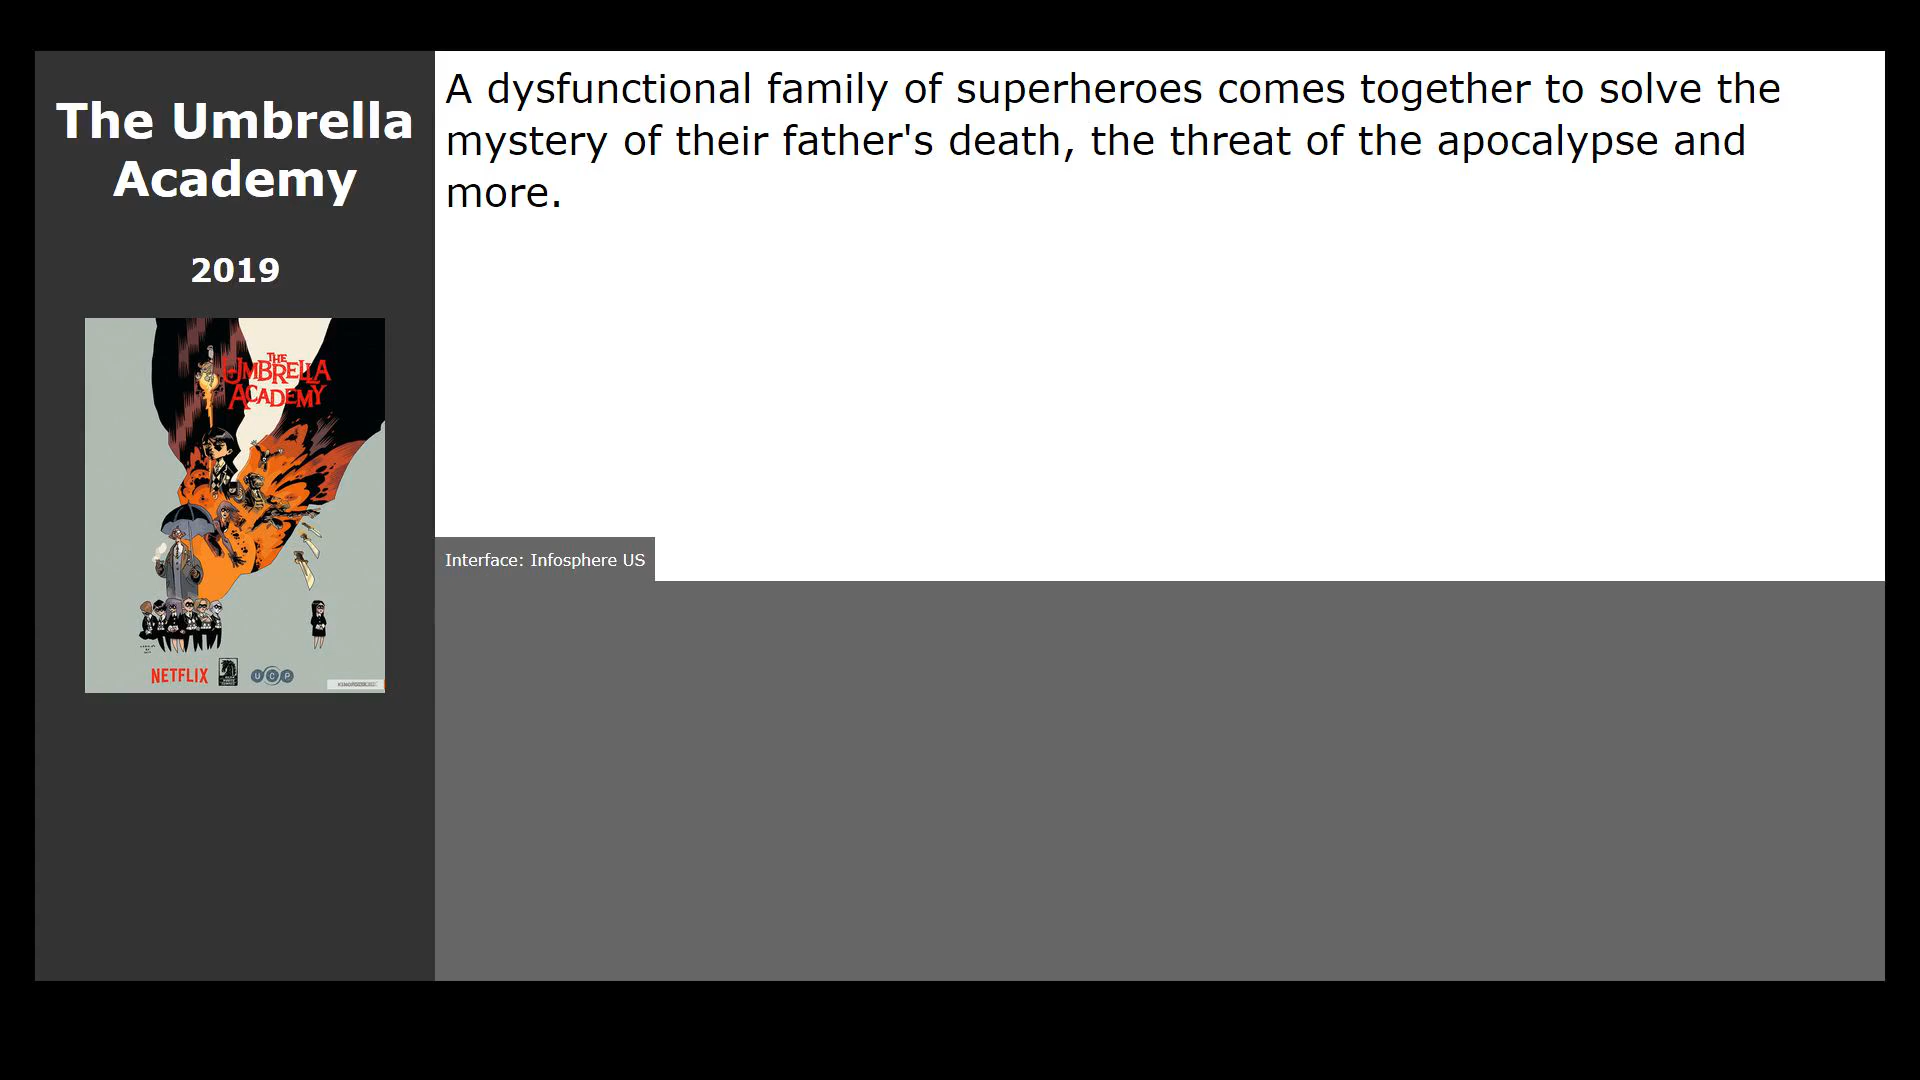 The Umbrella
Academy
2019
THE
UMBRELLA
ACADEMY
NETFLIX
UCP
A dysfunctional family of superheroes comes together to solve the
mystery of their father's death, the threat of the apocalypse and
more.
Interface: Infosphere US